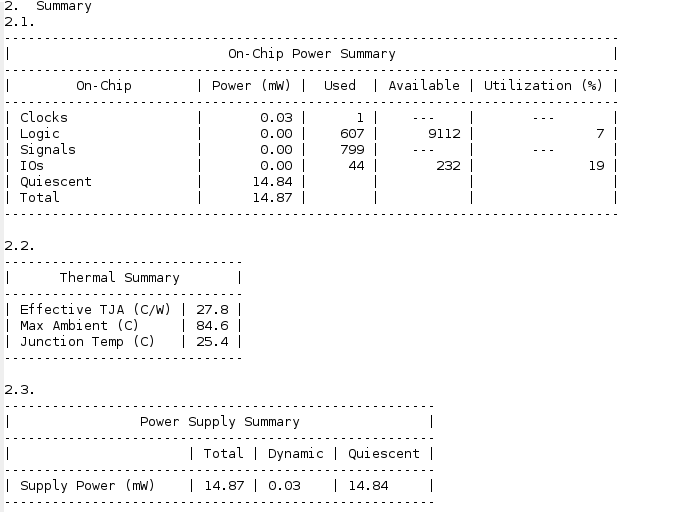 2.  Summary
2.1.
-----------------------------------------------------------------------------
|                           On-Chip Power Summary                           |
-----------------------------------------------------------------------------
|        On-Chip        | Power (mW) |  Used  | Available | Utilization (%) |
-----------------------------------------------------------------------------
| Clocks                |       0.03 |      1 |    ---    |       ---       |
| Logic                 |       0.00 |    607 |      9112 |               7 |
| Signals               |       0.00 |    799 |    ---    |       ---       |
| IOs                   |       0.00 |     44 |       232 |              19 |
| Quiescent             |      14.84 |        |           |                 |
| Total                 |      14.87 |        |           |                 |
-----------------------------------------------------------------------------
2.2.
------------------------------
|      Thermal Summary       |
------------------------------
| Effective TJA (C/W) | 27.8 |
| Max Ambient (C)     | 84.6 |
| Junction Temp (C)   | 25.4 |
------------------------------
2.3.
------------------------------------------------------
|                Power Supply Summary                |
------------------------------------------------------
|                      | Total | Dynamic | Quiescent |
------------------------------------------------------
| Supply Power (mW)    | 14.87 | 0.03    | 14.84     |
------------------------------------------------------